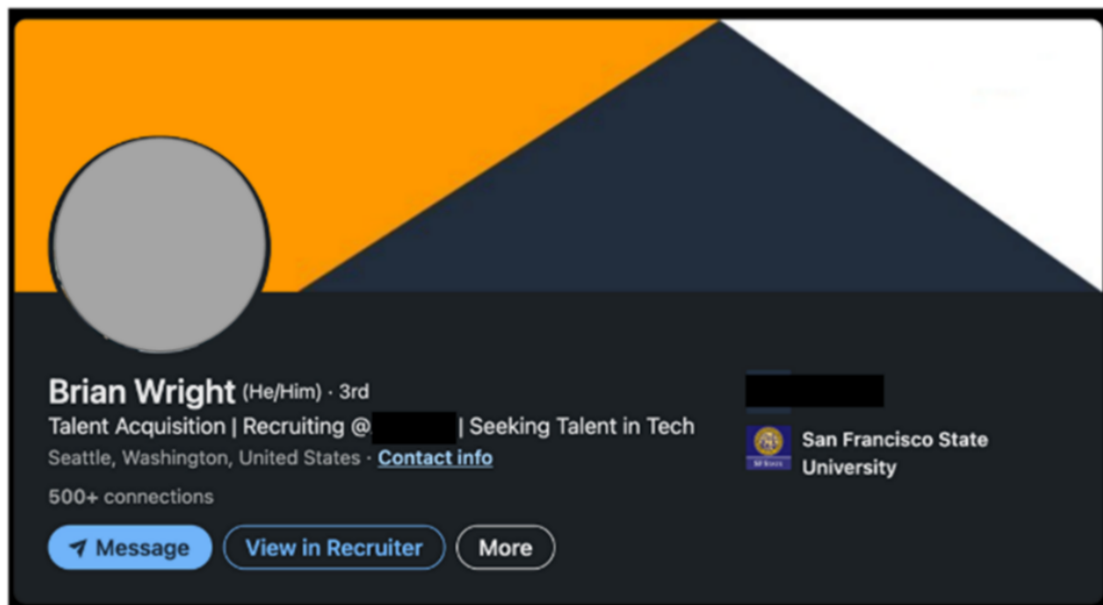 Brian Wright (He/Him) · 3rd
Talent Acquisition | Recruiting @ | Seeking Talent in Tech
Seattle, Washington, United States · Contact info
500+ connections
Message
View in Recruiter
More
San Francisco State
University